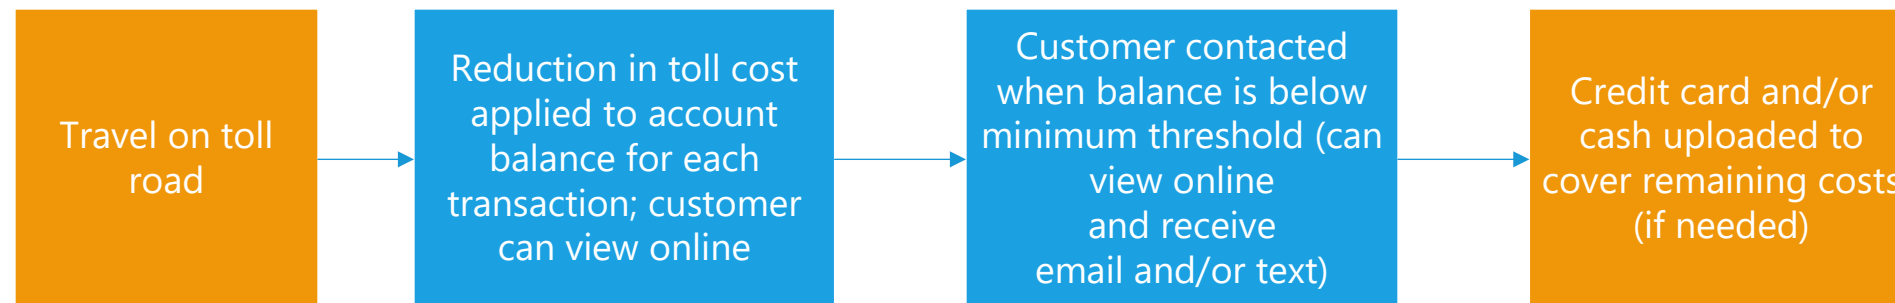 Travel on toll
road
Reduction in toll cost
applied to account
balance for each
transaction; customer
can view online
Customer contacted
when balance is below
minimum threshold (can
view online
and receive
email and/or text)
Credit card and/or
cash uploaded to
cover remaining costs
(if needed)